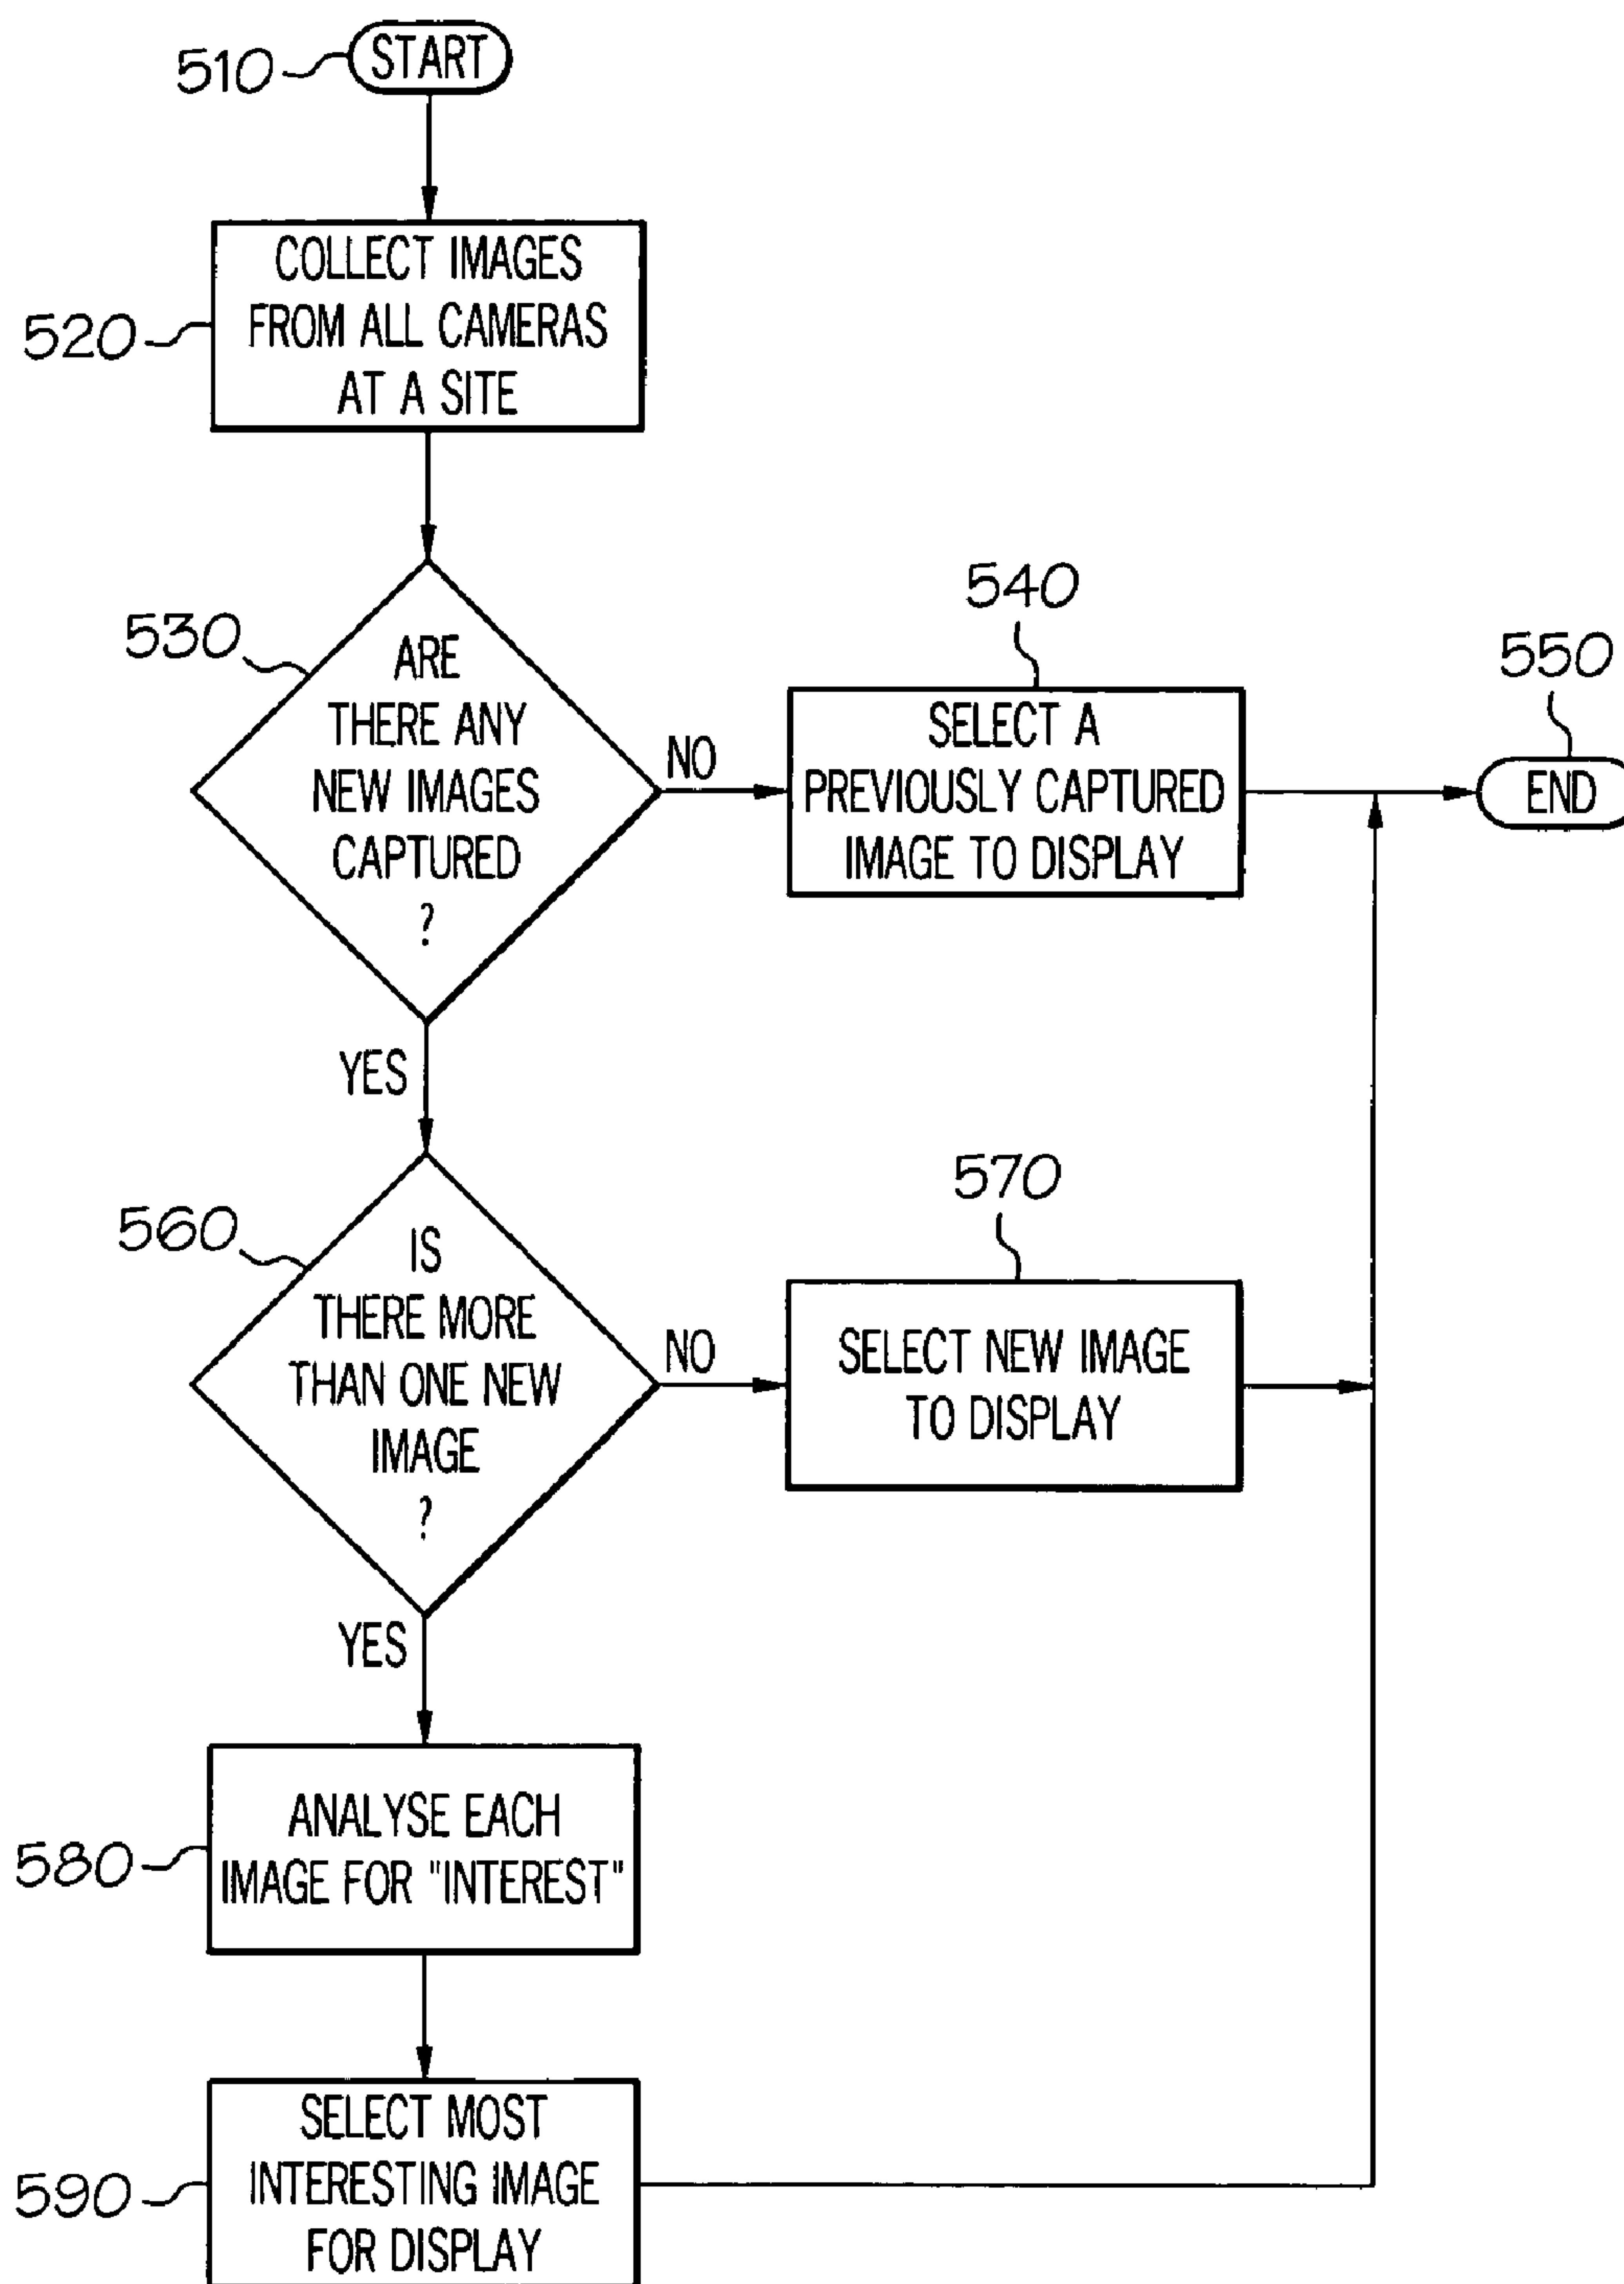 510
START
520
COLLECT IMAGES
FROM ALL CAMERAS
AT A SITE
530
ARE
THERE ANY
NEW IMAGES
CAPTURED
?
NO
540
SELECT A
PREVIOUSLY CAPTURED
IMAGE TO DISPLAY
550
END
YES
560
IS
THERE MORE
THAN ONE NEW
IMAGE
?
NO
570
SELECT NEW IMAGE
TO DISPLAY
YES
580
ANALYSE EACH
IMAGE FOR "INTEREST"
590
SELECT MOST
INTERESTING IMAGE
FOR DISPLAY